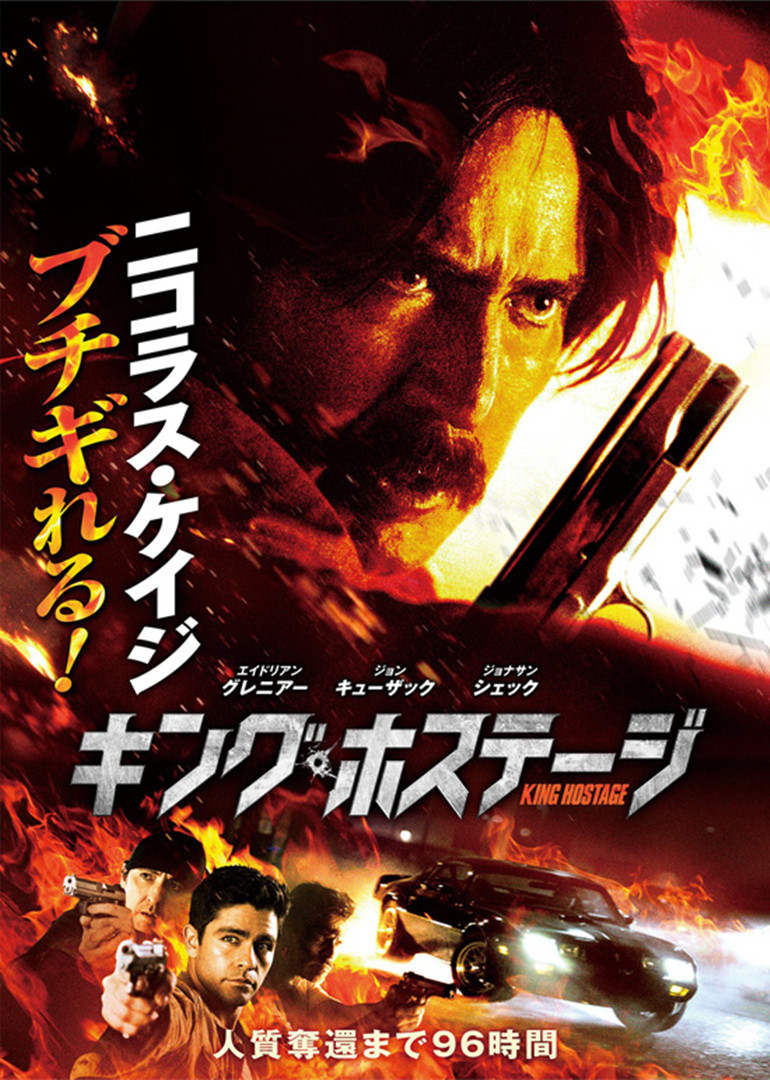 ニコラス・ケイジ
ブチギれる!
エイドリアン
グレニアー
ジョン
キューザック
ジョナサン
シェック
キング・ホステージ
KING HOSTAGE
人質奪還まで96時間